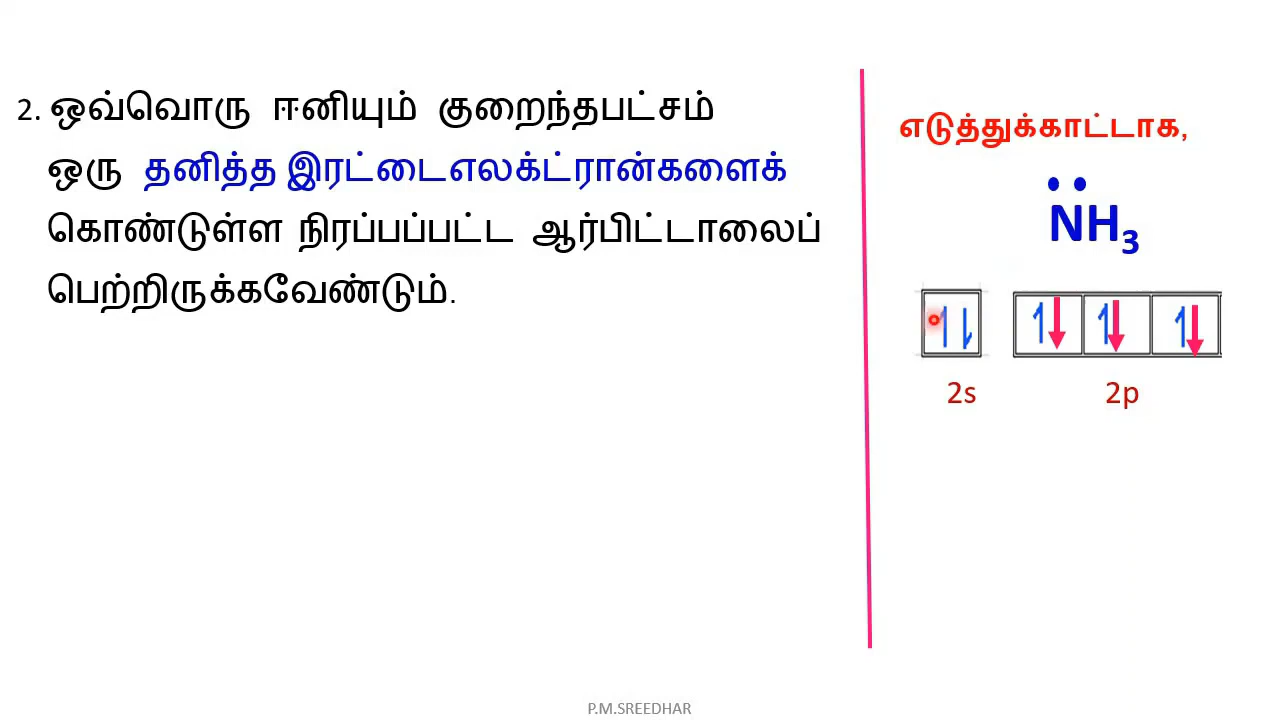 2. ஒவ்வொரு ஈனியும் குறைந்தபட்சம்
ஒரு தனித்த இரட்டைஎலக்ட்ரான்களைக்
கொண்டுள்ள நிரப்பப்பட்ட ஆர்பிட்டாலைப்
பெற்றிருக்கவேண்டும்.
எடுத்துக்காட்டாக,
NH₃
2s 2p
P.M.SREEDHAR